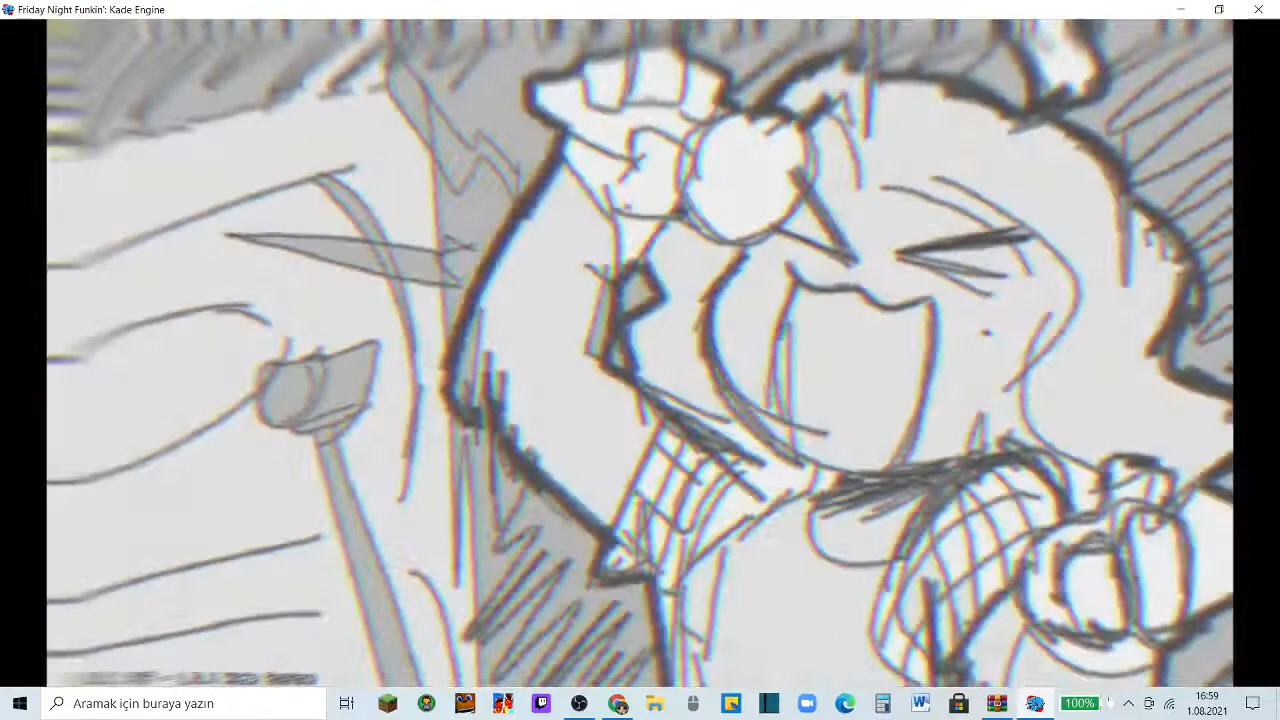 Friday Night Funkin': Kade Engine
Aramak için buraya yazın
100%
16:59
1.08.2021